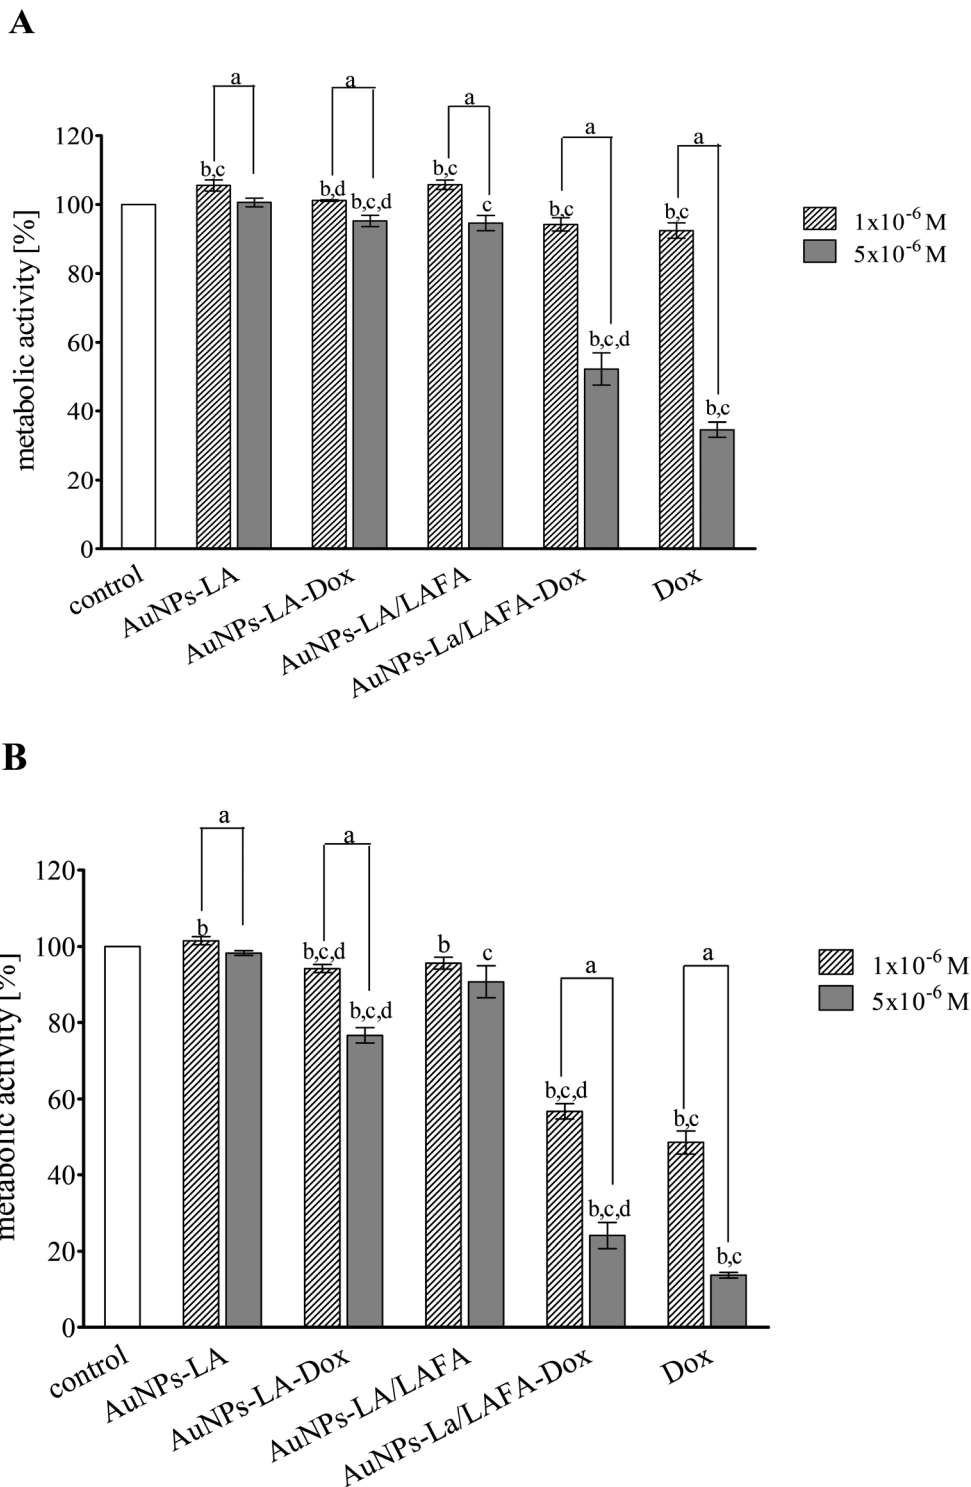 A
a
a
a
a
a
120
100
80
60
40
20
0
metabolic activity [%]
b,c
b,d
b,c,d
b,c
c
b,c
b,c,d
b,c
b,c
1x10⁻⁶ M
5x10⁻⁶ M
control
AuNPs-LA
AuNPs-LA-Dox
AuNPs-LA/LAFA
AuNPs-La/LAFA-Dox
Dox
B
a
a
a
a
120
100
80
60
40
20
0
metabolic activity [%]
b
b,c,d
b,c,d
b
c
b,c,d
b,c,d
b,c
b,c
1x10⁻⁶ M
5x10⁻⁶ M
control
AuNPs-LA
AuNPs-LA-Dox
AuNPs-LA/LAFA
AuNPs-La/LAFA-Dox
Dox